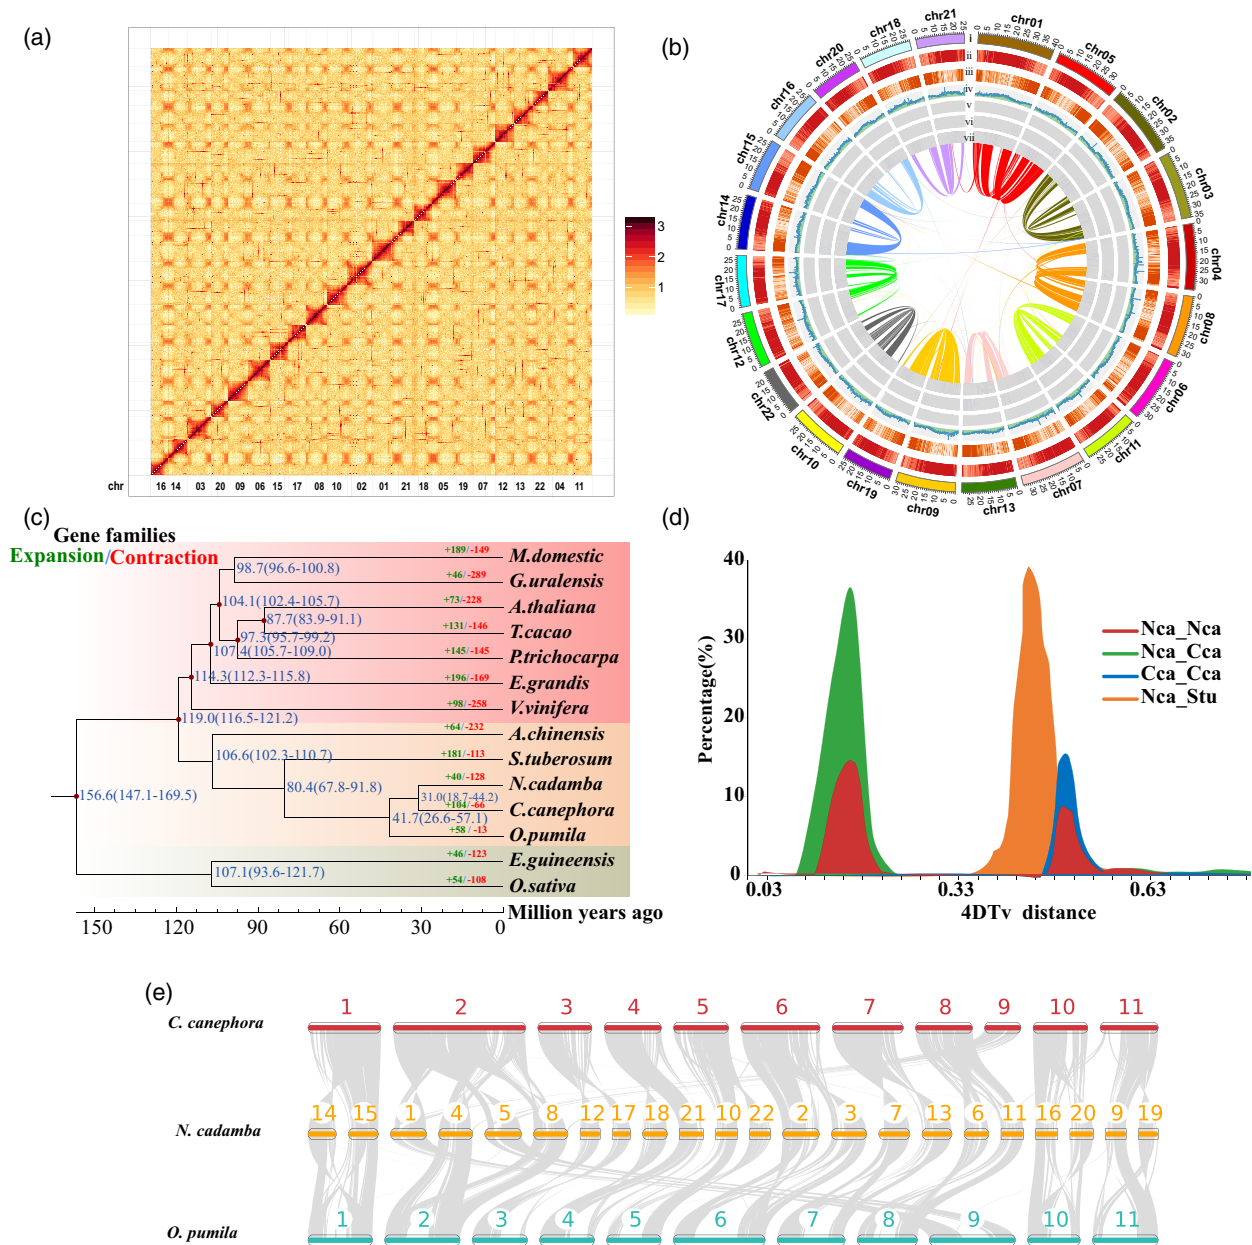 (a)
3
2
1
chr 16 14 03 20 09 06 15 17 08 10 02 01 21 18 05 19 07 12 13 22 04 11
(b)
chr01
chr05
chr02
chr03
chr04
chr08
chr06
chr11
chr07
chr13
chr09
chr19
chr10
chr22
chr12
chr17
chr14
chr15
chr16
chr20
chr18
chr21
i
ii
iii
iv
v
vi
vii
(c)
Gene families
Expansion/Contraction
+189/-149 M.domestic
98.7(96.6-100.8)
+46/-289 G.uralensis
104.1(102.4-105.7)
+73/-228 A.thaliana
87.7(83.9-91.1)
+131/-146 T.cacao
97.3(95.7-99.2)
107.4(105.7-109.0)
+145/-145 P.trichocarpa
114.3(112.3-115.8)
+196/-169 E.grandis
+98/-258 V.vinifera
119.0(116.5-121.2)
+64/-232 A.chinensis
106.6(102.3-110.7)
+181/-113 S.tuberosum
80.4(67.8-91.8)
+40/-128 N.cadamba
31.0(18.7-44.2)
+104/-66 C.canephora
41.7(26.6-57.1)
+58/-13 O.pumila
156.6(147.1-169.5)
+46/-123 E.guineensis
107.1(93.6-121.7)
+54/-108 O.sativa
Million years ago
150 120 90 60 30 0
(d)
40
30
20
10
0
Percentage(%)
Nca_Nca
Nca_Cca
Cca_Cca
Nca_Stu
0.03 0.33 0.63
4DTv distance
(e)
1 2 3 4 5 6 7 8 9 10 11
C. canephora
14 15 1 4 5 8 12 17 18 21 10 22 2 3 7 13 6 11 16 20 9 19
N. cadamba
1 2 3 4 5 6 7 8 9 10 11
O. pumila